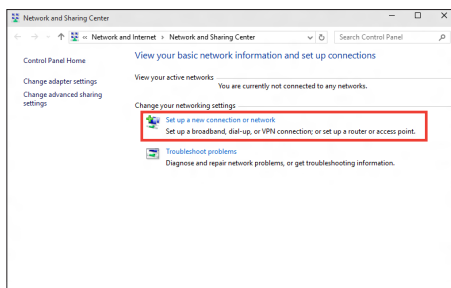 Network and Sharing Center
« Network and Internet › Network and Sharing Center
Search Control Panel
Control Panel Home
Change adapter settings
Change advanced sharing
settings
View your basic network information and set up connections
View your active networks
You are currently not connected to any networks.
Change your networking settings
Set up a new connection or network
Set up a broadband, dial-up, or VPN connection; or set up a router or access point.
Troubleshoot problems
Diagnose and repair network problems, or get troubleshooting information.